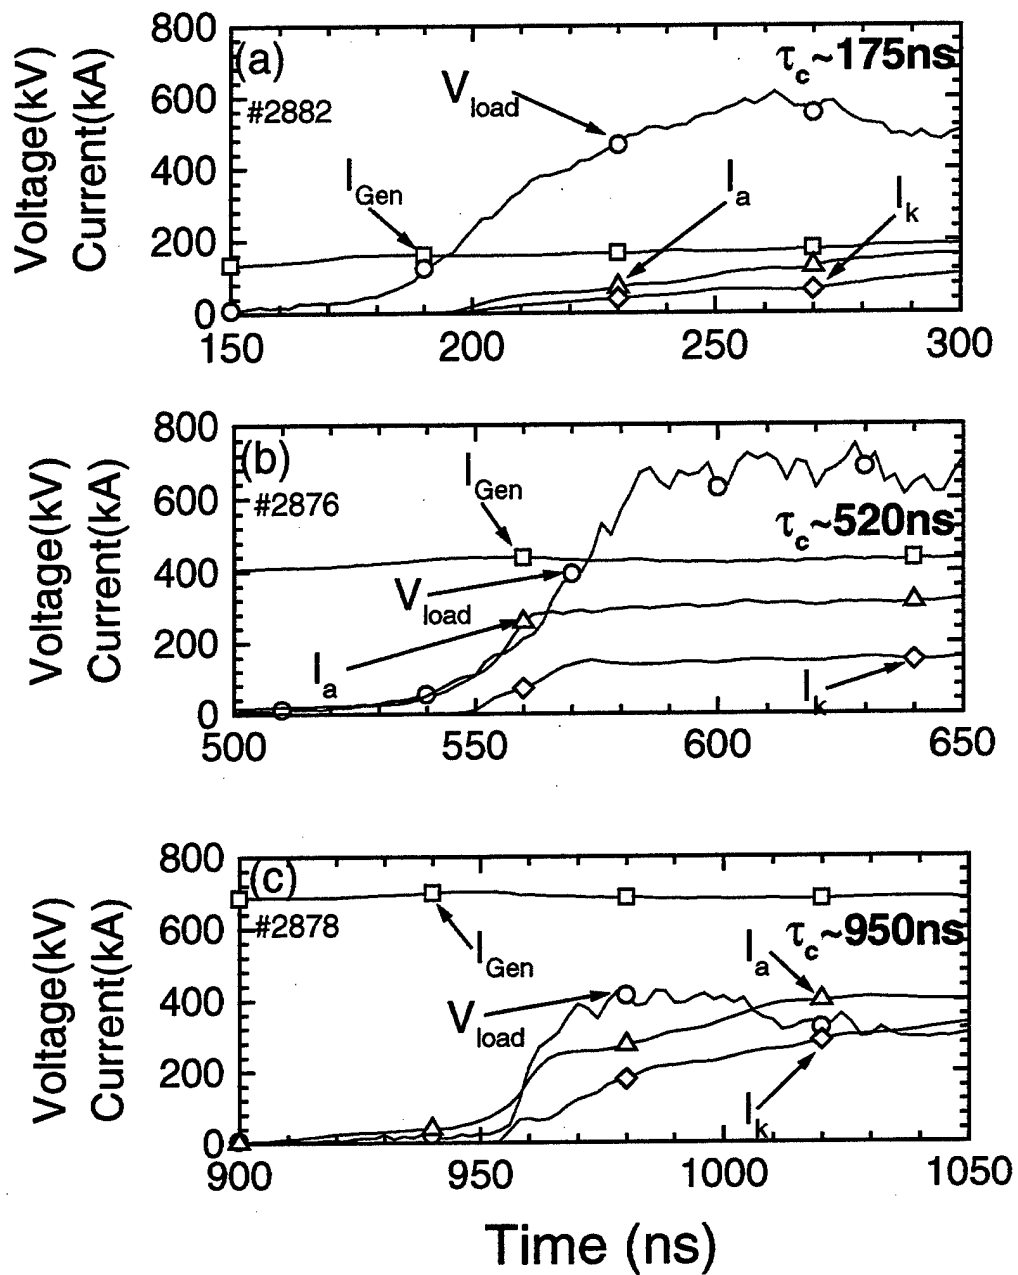 800
(a)
τc~175ns
Vload
600
#2882
Voltage(kV)
Current(kA)
400
IGen
Ia
Ik
200
0
150
200
250
300
800
(b)
IGen
#2876
600
τc~520ns
Voltage(kV)
Current(kA)
400
Vload
200
Ia
Ik
0
500
550
600
650
800
(c)
#2878
600
τc~950ns
IGen
Ia
Voltage(kV)
Current(kA)
400
Vload
200
Ik
0
900
950
1000
1050
Time (ns)